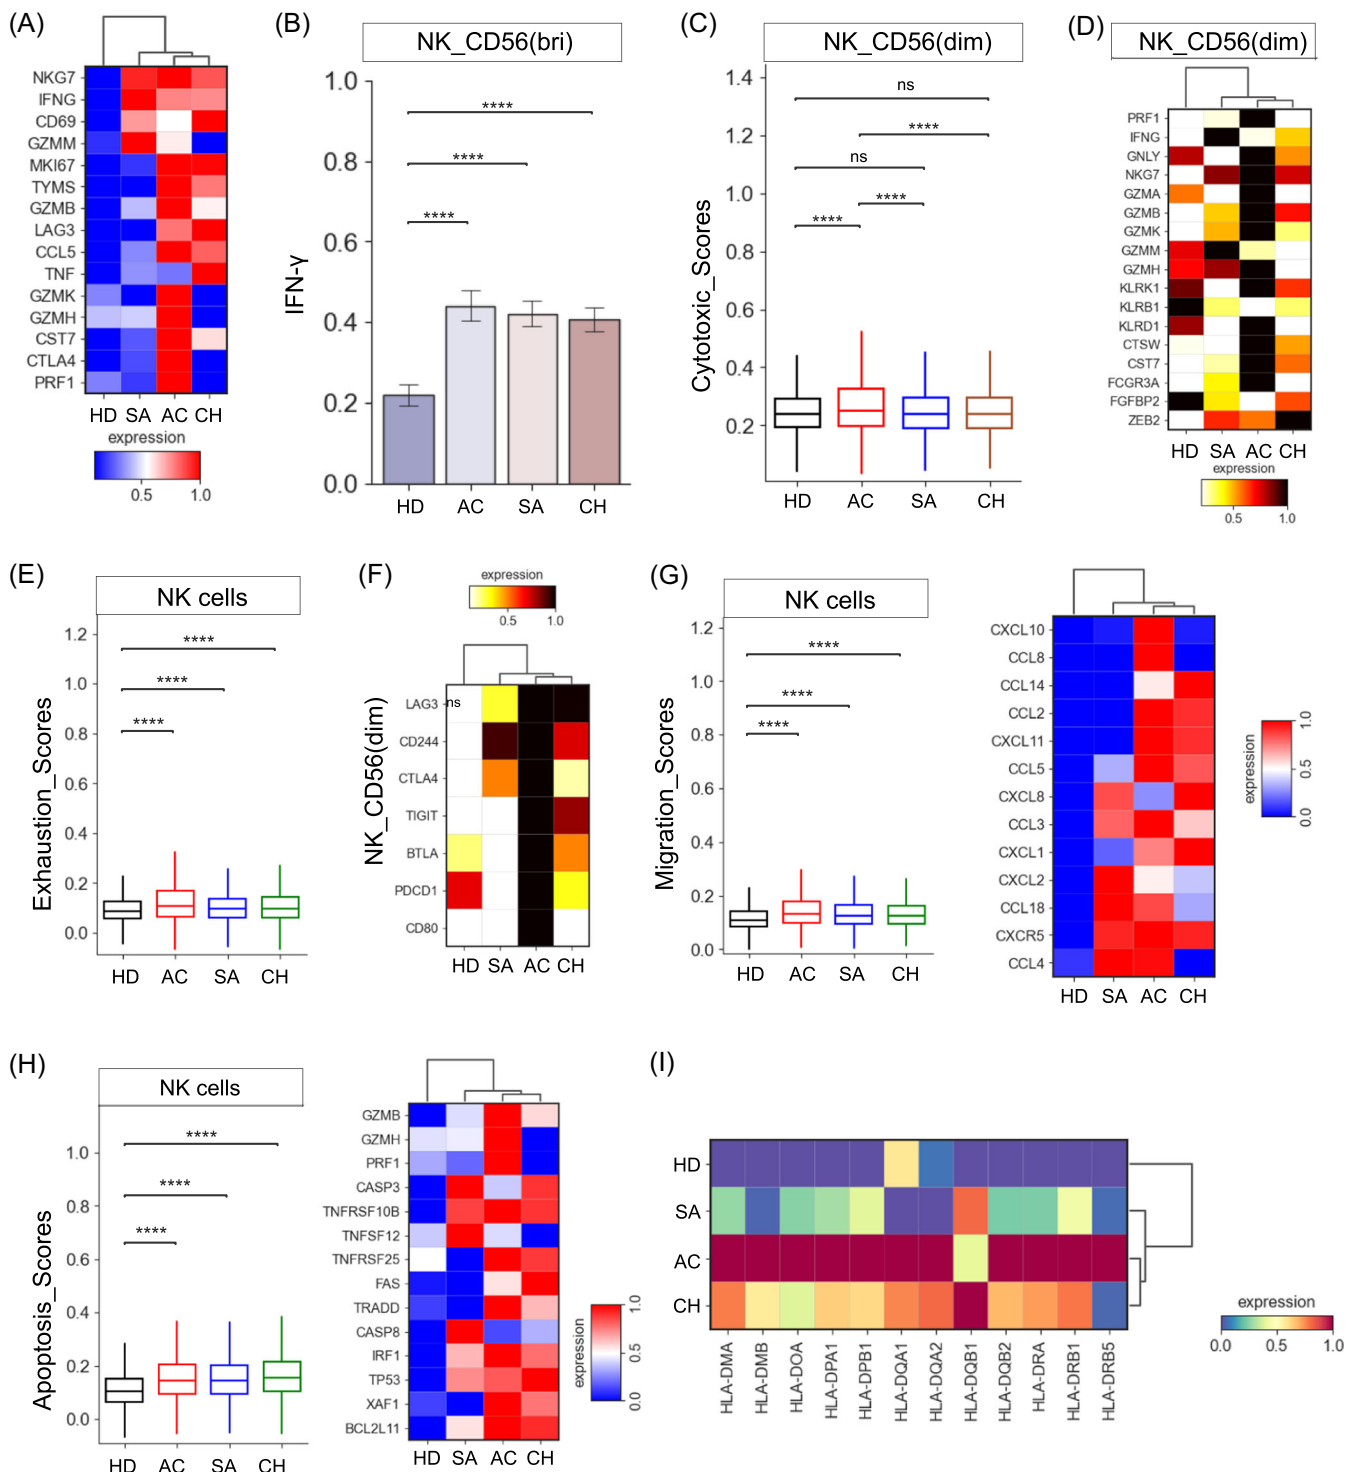 (A)
NKG7
IFNG
CD69
GZMM
MKI67
TYMS
GZMB
LAG3
CCL5
TNF
GZMK
GZMH
CST7
CTLA4
PRF1
HD SA AC CH
expression
0.5 1.0
(B)
NK_CD56(bri)
IFN-γ
1.0
0.8
0.6
0.4
0.2
0.0
****
****
****
HD AC SA CH
(C)
NK_CD56(dim)
Cytotoxic_Scores
1.4
1.2
1.0
0.8
0.6
0.4
0.2
ns
****
ns
****
****
HD AC SA CH
(D)
NK_CD56(dim)
PRF1
IFNG
GNLY
NKG7
GZMA
GZMB
GZMK
GZMM
GZMH
KLRK1
KLRB1
KLRD1
CTSW
CST7
FCGR3A
FGFBP2
ZEB2
HD SA AC CH
expression
0.5 1.0
(E)
NK cells
Exhaustion_Scores
1.2
1.0
0.8
0.6
0.4
0.2
0.0
****
****
****
HD AC SA CH
(F)
expression
0.5 1.0
NK_CD56(dim)
LAG3 ns
CD244
CTLA4
TIGIT
BTLA
PDCD1
CD80
HD SA AC CH
(G)
NK cells
Migration_Scores
1.2
1.0
0.8
0.6
0.4
0.2
0.0
****
****
****
HD AC SA CH
CXCL10
CCL8
CCL14
CCL2
CXCL11
CCL5
CXCL8
CCL3
CXCL1
CXCL2
CCL18
CXCR5
CCL4
HD SA AC CH
expression
0.0 0.5 1.0
(H)
NK cells
Apoptosis_Scores
1.0
0.8
0.6
0.4
0.2
0.0
****
****
****
HD AC SA CH
GZMB
GZMH
PRF1
CASP3
TNFRSF10B
TNFSF12
TNFRSF25
FAS
TRADD
CASP8
IRF1
TP53
XAF1
BCL2L11
HD SA AC CH
expression
0.0 0.5 1.0
(I)
HD
SA
AC
CH
HLA-DMA
HLA-DMB
HLA-DOA
HLA-DPA1
HLA-DPB1
HLA-DQA1
HLA-DQA2
HLA-DQB1
HLA-DQB2
HLA-DRA
HLA-DRB1
HLA-DRB5
expression
0.0 0.5 1.0